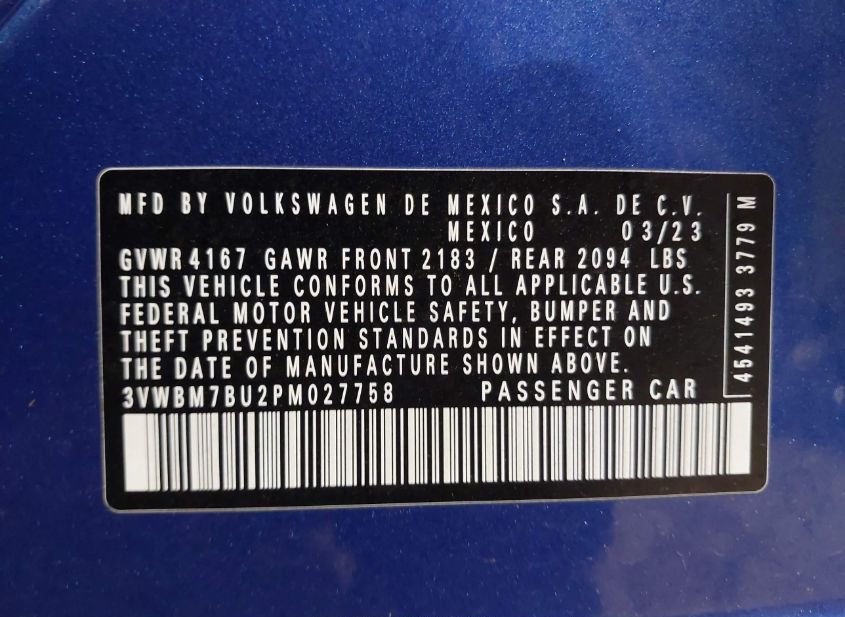 MFD BY VOLKSWAGEN DE MEXICO S.A. DE C.V.
MEXICO 03/23
GVWR 4167 GAWR FRONT 2183 / REAR 2094 LBS
THIS VEHICLE CONFORMS TO ALL APPLICABLE U.S.
FEDERAL MOTOR VEHICLE SAFETY, BUMPER AND
THEFT PREVENTION STANDARDS IN EFFECT ON
THE DATE OF MANUFACTURE SHOWN ABOVE.
3VWBM7BU2PM027758 PASSENGER CAR
4541493 3779 M